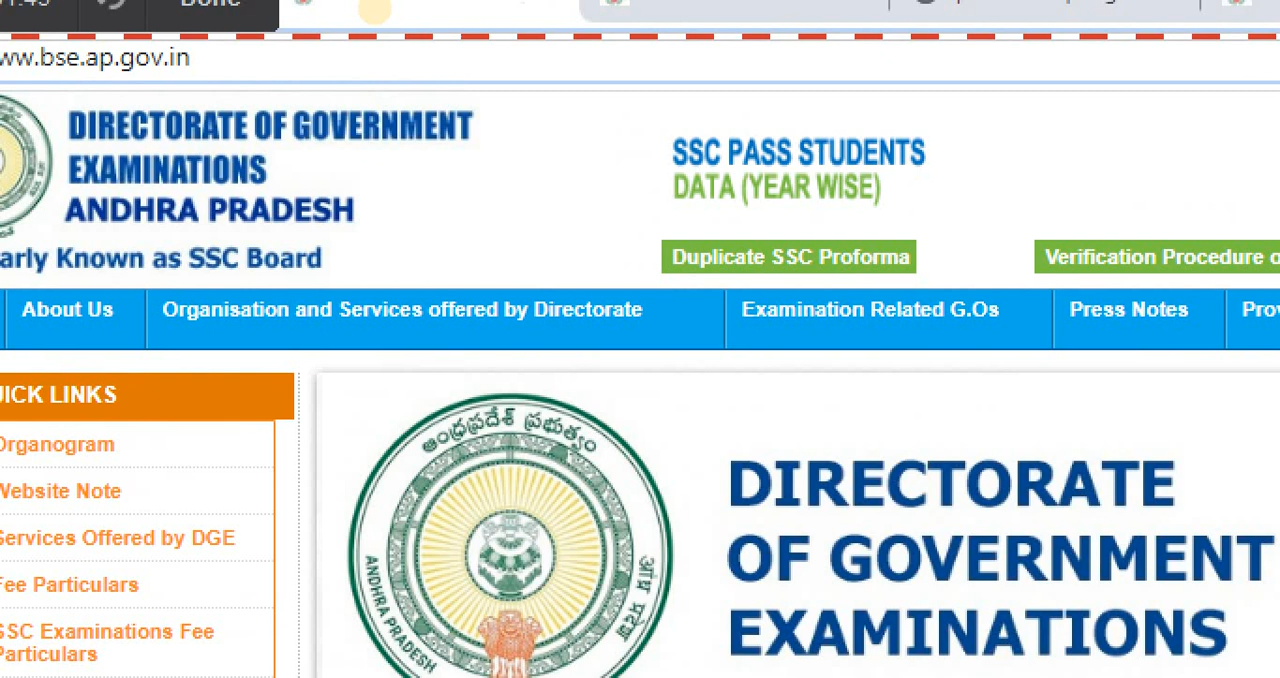 Done
ww.bse.ap.gov.in
DIRECTORATE OF GOVERNMENT
EXAMINATIONS
ANDHRA PRADESH
arly Known as SSC Board
SSC PASS STUDENTS
DATA (YEAR WISE)
Duplicate SSC Proforma
Verification Procedure o
About Us
Organisation and Services offered by Directorate
Examination Related G.Os
Press Notes
Prov
UICK LINKS
Organogram
Website Note
Services Offered by DGE
Fee Particulars
SSC Examinations Fee
Particulars
ఆంధ్రప్రదేశ్ ప్రభుత్వం
ANDHRA PRADESH
DIRECTORATE
OF GOVERNMENT
EXAMINATIONS